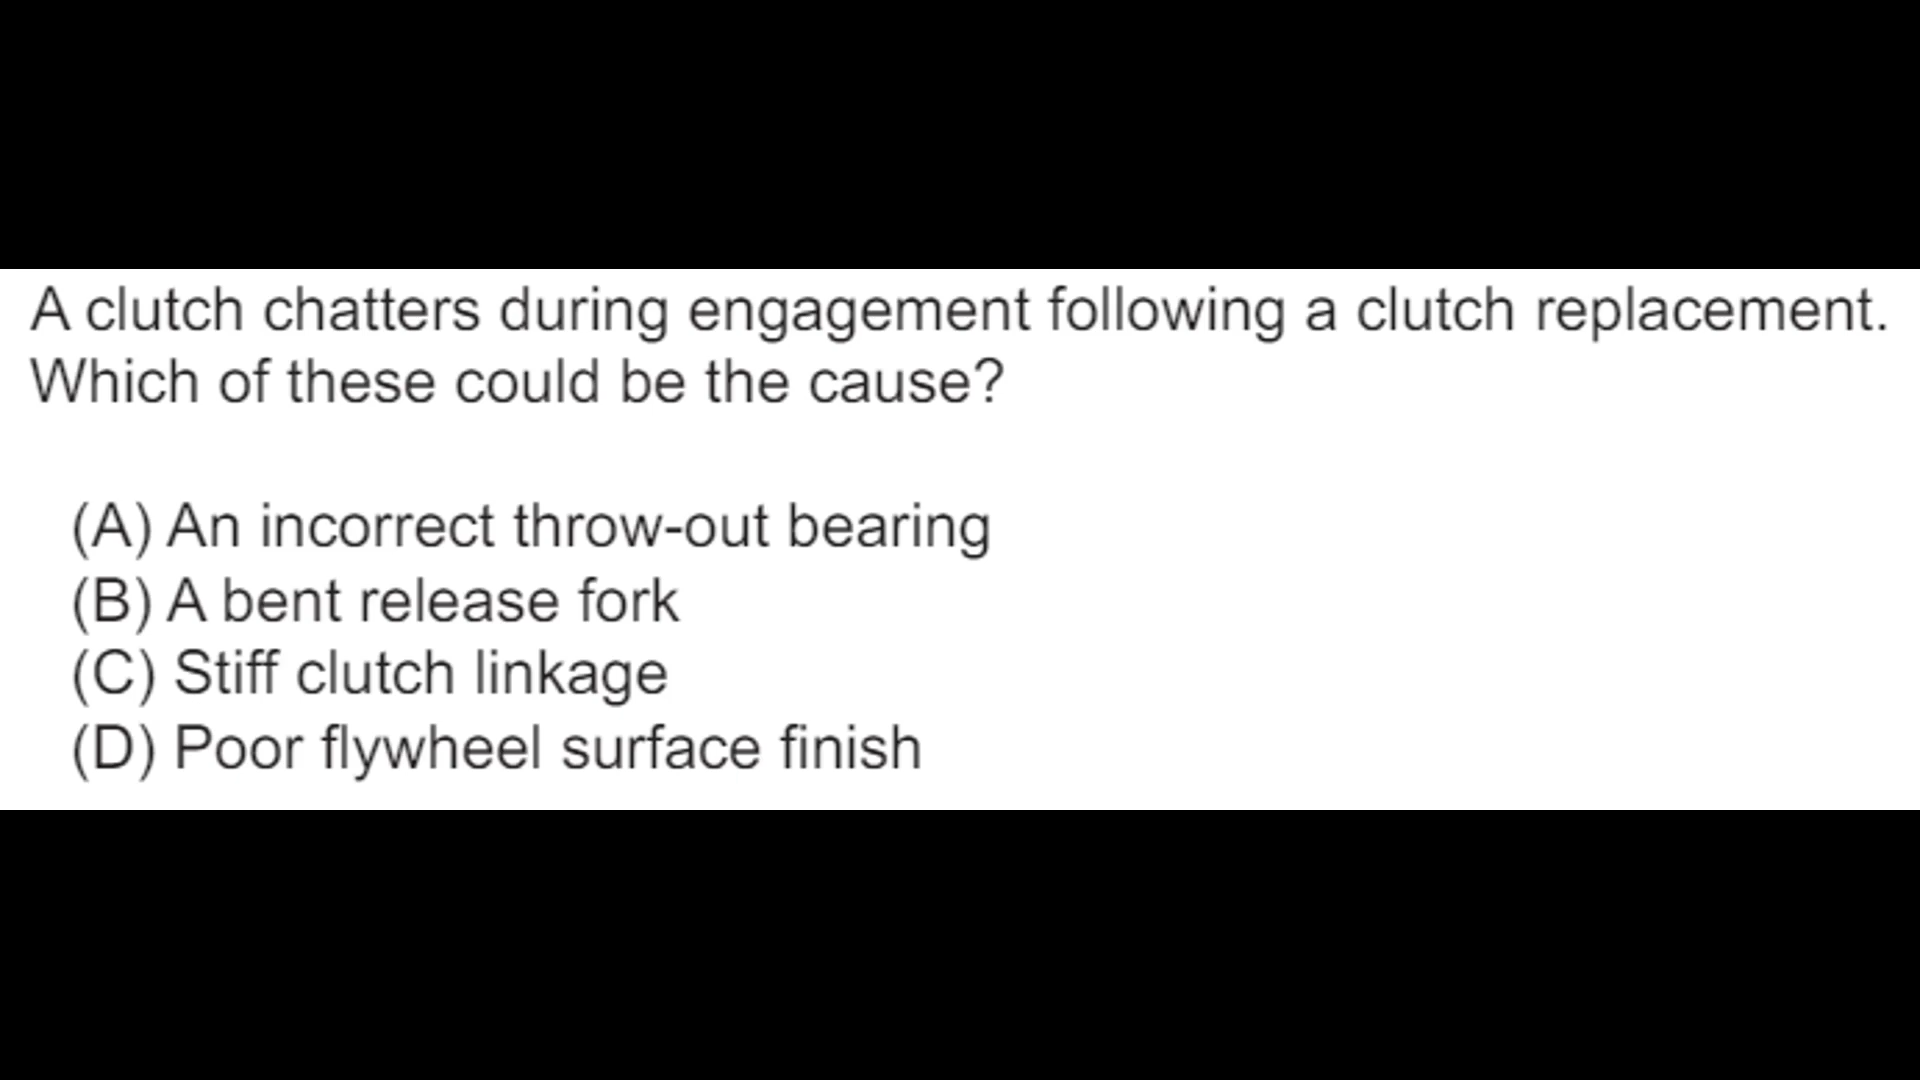 A clutch chatters during engagement following a clutch replacement.
Which of these could be the cause?
(A) An incorrect throw-out bearing
(B) A bent release fork
(C) Stiff clutch linkage
(D) Poor flywheel surface finish